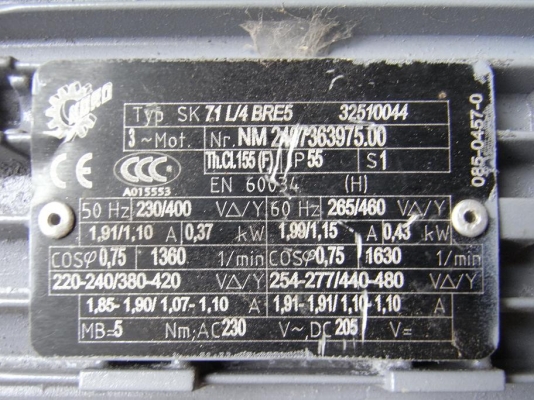 Typ SK 71 L/4 BRE5 32510044
3~Mot. Nr. NM 7363975.00
Th.Cl.155(F) IP55 S1
CE CCC
A015553
EN 60034 (H)
50 Hz 230/400 V△/Y 60 Hz 265/460 V△/Y
1,91/1,10 A 0,37 kW 1,99/1,15 A 0,43 kW
COSφ 0,75 1360 1/min COSφ 0,75 1630 1/min
220-240/380-420 V△/Y 254-277/440-480 V△/Y
1,85-1,90/1,07-1,10 A 1,91-1,91/1,10-1,10 A
MB=5 Nm;AC230 V~,DC 205 V=
085-0457-0